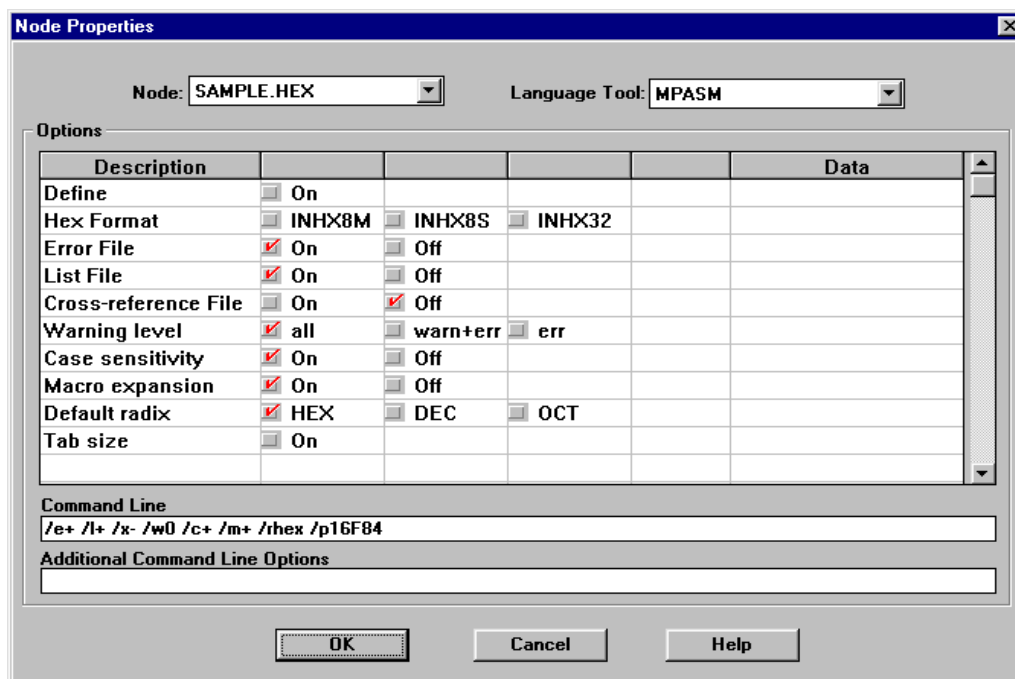 Node Properties
Node: SAMPLE.HEX Language Tool: MPASM
Options
Description Data
Define On
Hex Format INHX8M INHX8S INHX32
Error File On Off
List File On Off
Cross-reference File On Off
Warning level all warn+err err
Case sensitivity On Off
Macro expansion On Off
Default radix HEX DEC OCT
Tab size On
Command Line
/e+ /l+ /x- /w0 /c+ /m+ /rhex /p16F84
Additional Command Line Options
OK Cancel Help